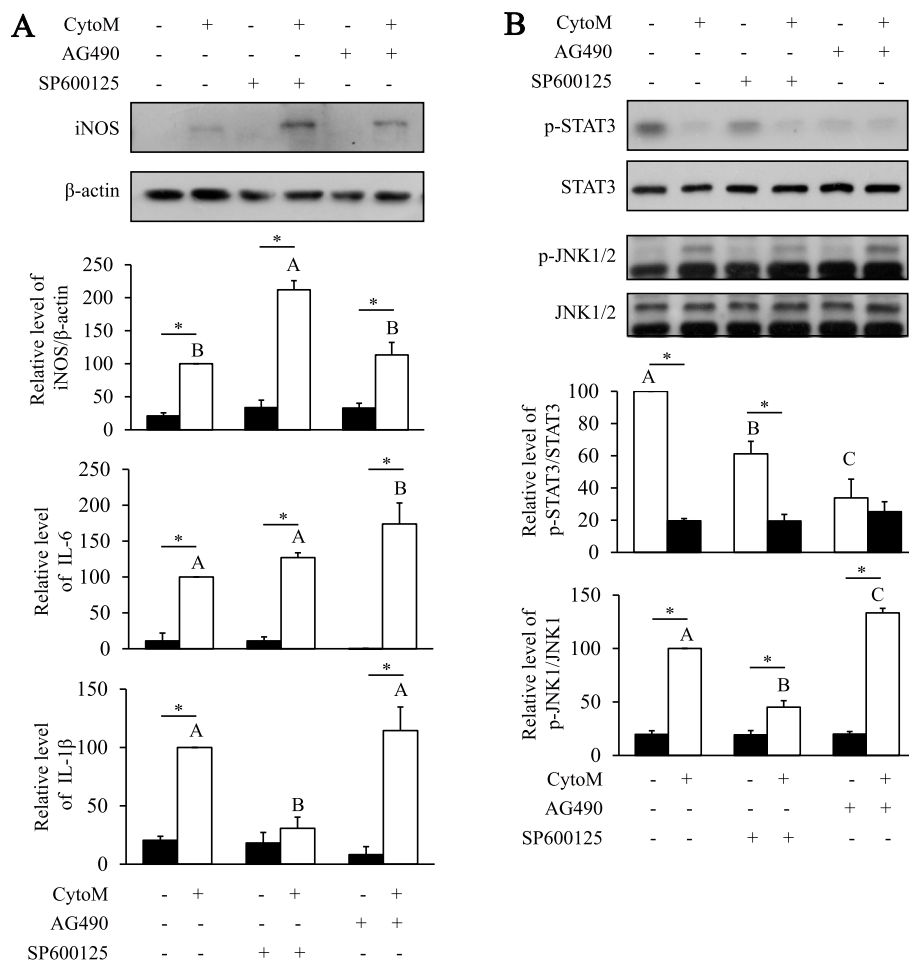 A
CytoM - + - + - +
AG490 - - - - + +
SP600125 - - + + - -
iNOS
β-actin
Relative level of
iNOS/β-actin
250
200
150
100
50
0
* B
* A
* B
Relative level
of IL-6
250
200
150
100
50
0
* A
* A
* B
Relative level
of IL-1β
150
100
50
0
* A
B
* A
CytoM - + - + - +
AG490 - - - - + +
SP600125 - - + + - -
B
CytoM - + - + - +
AG490 - - - - + +
SP600125 - - + + - -
p-STAT3
STAT3
p-JNK1/2
JNK1/2
Relative level of
p-STAT3/STAT3
100
80
60
40
20
0
A *
B *
C
Relative level of
p-JNK1/JNK1
150
100
50
0
* A
* B
* C
CytoM - + - + - +
AG490 - - - - + +
SP600125 - - + + - -